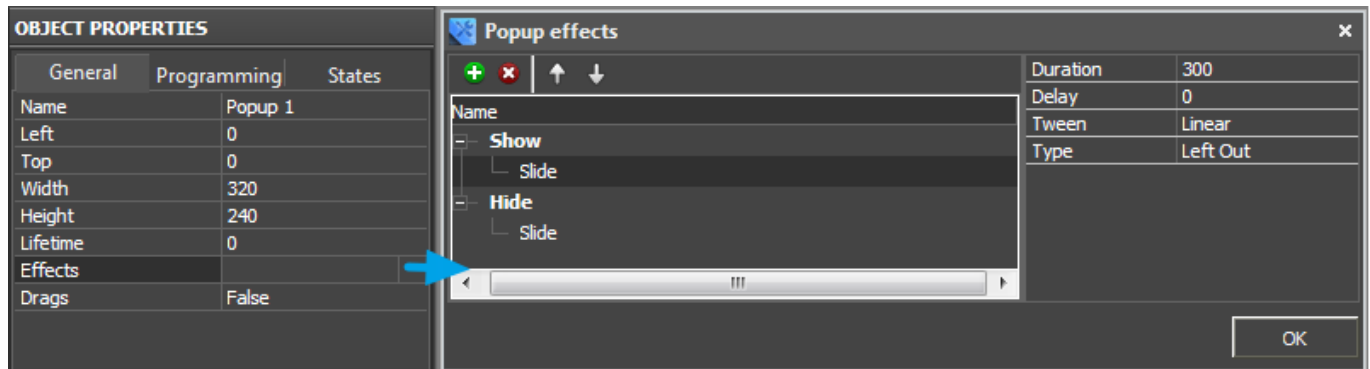 OBJECT PROPERTIES
General Programming States
Name Popup 1
Left 0
Top 0
Width 320
Height 240
Lifetime 0
Effects
Drags False
Popup effects
Name
Show
Slide
Hide
Slide
Duration 300
Delay 0
Tween Linear
Type Left Out
OK